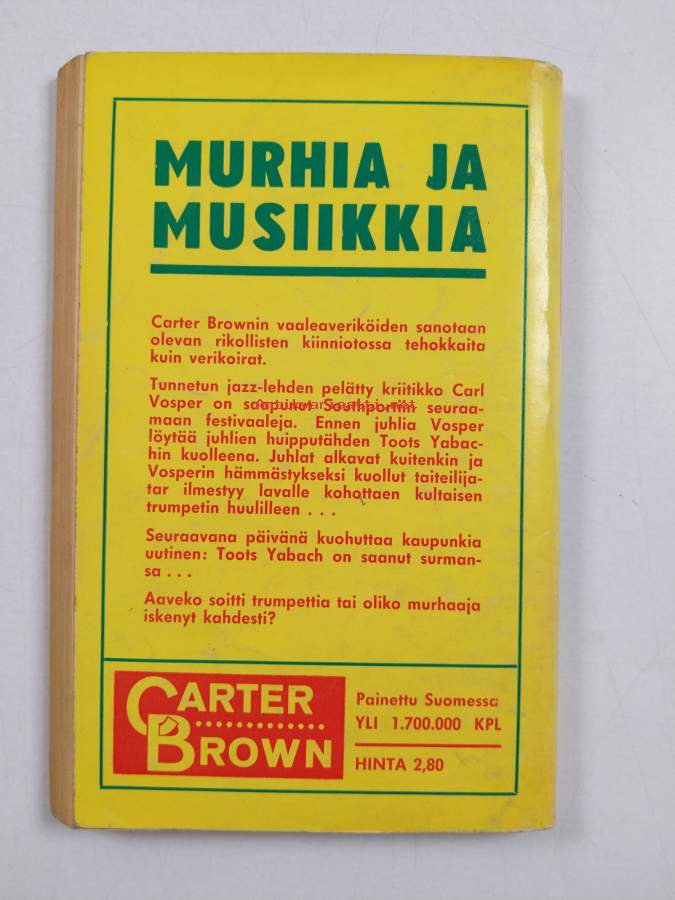 MURHIA JA
MUSIIKKIA
Carter Brownin vaaleaveriköiden sanotaan
olevan rikollisten kiinniotossa tehokkaita
kuin verikoirat.
Tunnetun jazz-lehden pelätty kriitikko Carl
Vosper on saapunut Southportiin seuraa-
maan festivaaleja. Ennen juhlia Vosper
löytää juhlien huipputähden Toots Yabac-
hin kuolleena. Juhlat alkavat kuitenkin ja
Vosperin hämmästykseksi kuollut taiteilija-
tar ilmestyy lavalle kohottaen kultaisen
trumpetin huulilleen . . .
Seuraavana päivänä kuohuttaa kaupunkia
uutinen: Toots Yabach on saanut surman-
sa . . .
Aaveko soitti trumpettia tai oliko murhaaja
iskenyt kahdesti?
CARTER
BROWN
Painettu Suomessa
YLI 1.700.000 KPL
HINTA 2,80